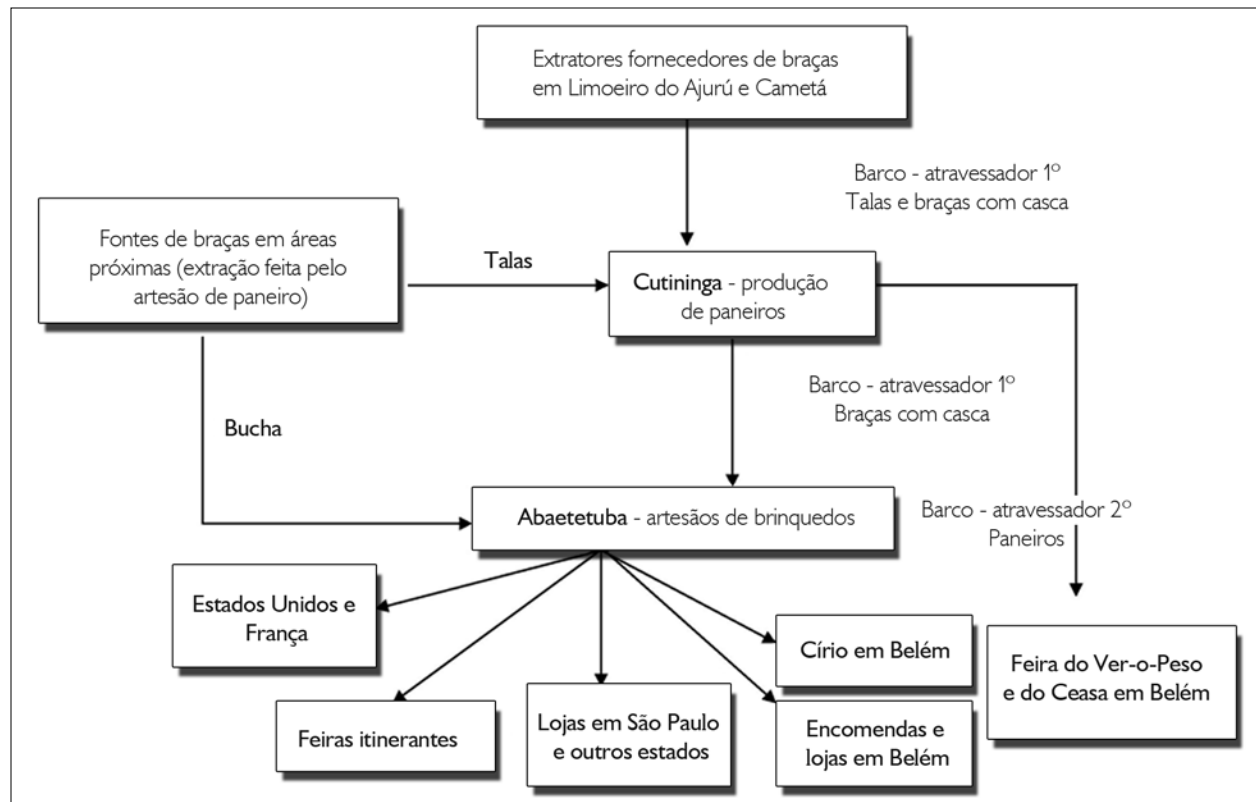 Extratores fornecedores de braças
em Limoeiro do Ajurú e Cametá
Barco - atravessador 1º
Talas e braças com casca
Fontes de braças em áreas
próximas (extração feita pelo
artesão de paneiro)
Talas
Cutininga - produção
de paneiros
Barco - atravessador 1º
Braças com casca
Bucha
Abaetetuba - artesãos de brinquedos
Barco - atravessador 2º
Paneiros
Estados Unidos e
França
Círio em Belém
Feira do Ver-o-Peso
e do Ceasa em Belém
Feiras itinerantes
Lojas em São Paulo
e outros estados
Encomendas e
lojas em Belém